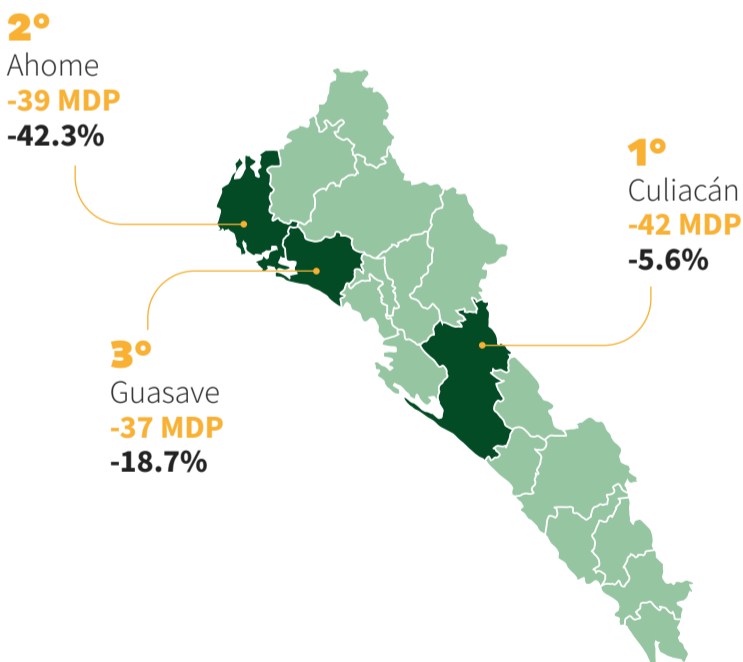 2°
Ahome
-39 MDP
-42.3%
1°
Culiacán
-42 MDP
-5.6%
3°
Guasave
-37 MDP
-18.7%